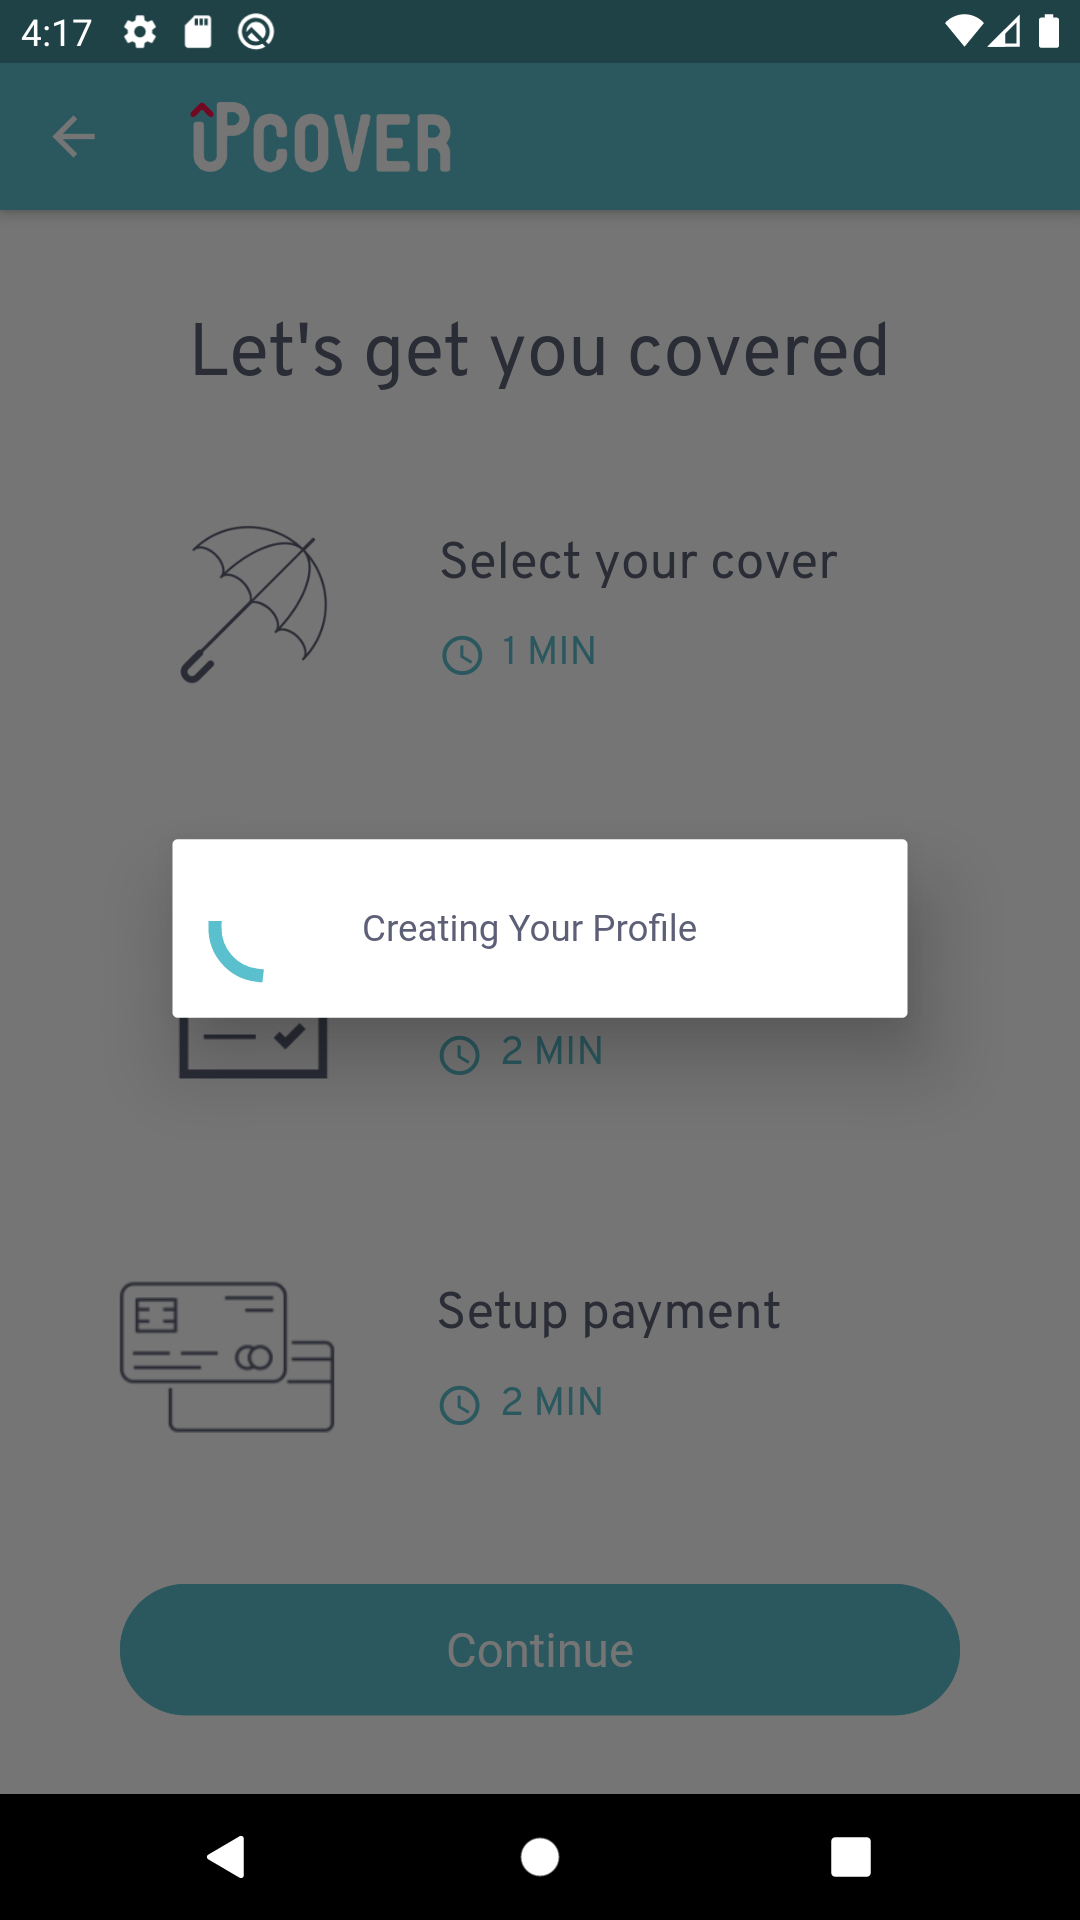 4:17
UPCOVER
Let's get you covered
Select your cover
1 MIN
Creating Your Profile
2 MIN
Setup payment
2 MIN
Continue